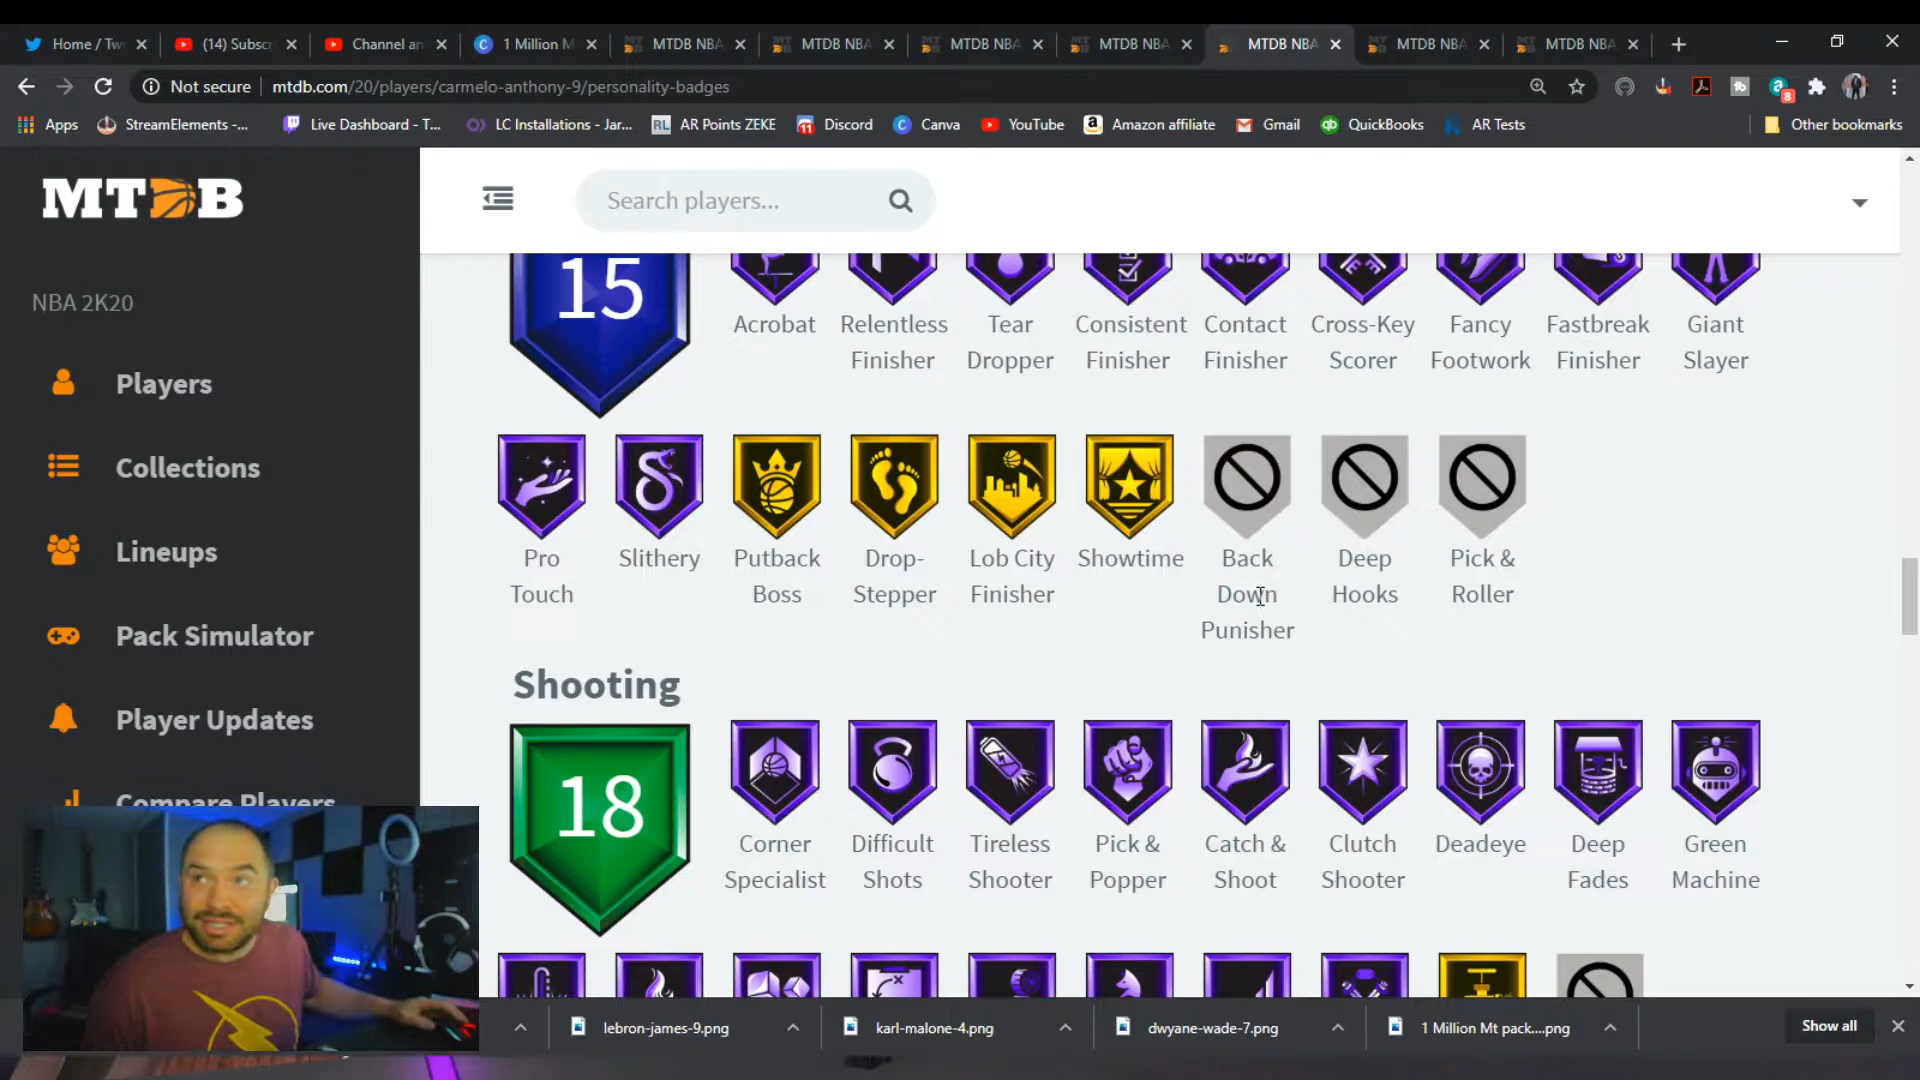 Home / Tw
(14) Subscr
Channel an
1 Million M
MTDB NBA
MTDB NBA
MTDB NBA
MTDB NBA
MTDB NBA
MTDB NBA
MTDB NBA
Not secure
mtdb.com/20/players/carmelo-anthony-9/personality-badges
8
Apps
StreamElements -...
Live Dashboard - T...
LC Installations - Jar...
RL
AR Points ZEKE
11
Discord
Canva
YouTube
Amazon affiliate
Gmail
QuickBooks
AR Tests
Other bookmarks
MTDB
Search players...
NBA 2K20
Players
Collections
Lineups
Pack Simulator
Player Updates
Compare Players
15
Acrobat
Relentless Finisher
Tear Dropper
Consistent Finisher
Contact Finisher
Cross-Key Scorer
Fancy Footwork
Fastbreak Finisher
Giant Slayer
Pro Touch
Slithery
Putback Boss
Drop-Stepper
Lob City Finisher
Showtime
Back Down Punisher
Deep Hooks
Pick & Roller
Shooting
18
Corner Specialist
Difficult Shots
Tireless Shooter
Pick & Popper
Catch & Shoot
Clutch Shooter
Deadeye
Deep Fades
Green Machine
lebron-james-9.png
karl-malone-4.png
dwyane-wade-7.png
1 Million Mt pack....png
Show all